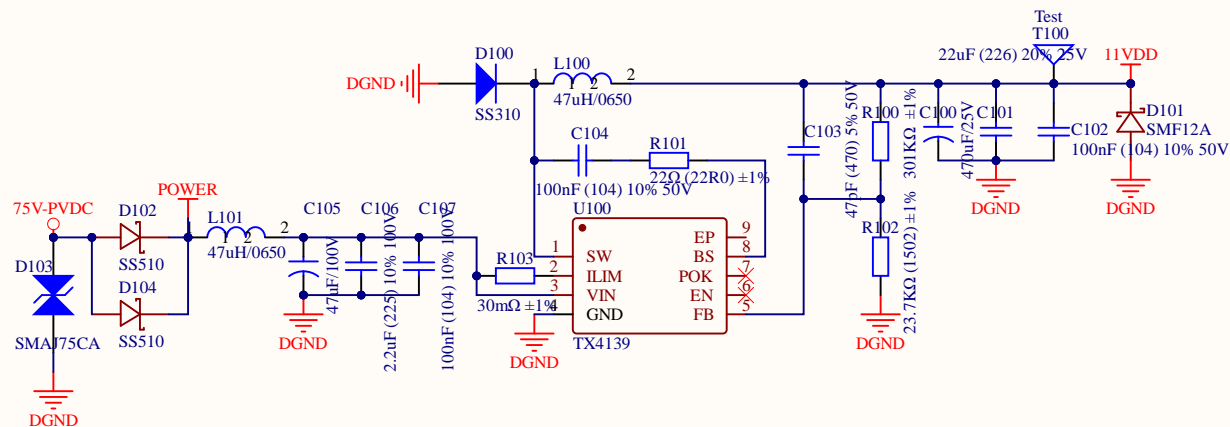 Test
T100
22uF (226) 20% 25V
11VDD
D100
DGND
SS310
1
L100
2
1 2
47uH/0650
C104
100nF (104) 10% 50V
R101
22Ω (22R0) ±1%
C103
47pF (470) 5% 50V
R100
301KΩ ±1%
C100
470uF/25V
C101
C102
100nF (104) 10% 50V
D101
SMF12A
DGND
DGND
R102
23.7KΩ (1502) ±1%
DGND
75V-PVDC
D102
SS510
POWER
L101
1 2
2
47uH/0650
D103
SMAJ75CA
D104
SS510
DGND
C105
47uF/100V
C106
2.2uF (225) 10% 100V
C107
100nF (104) 10% 100V
DGND
R103
30mΩ ±1%
DGND
U100
1 SW
2 ILIM
3 VIN
4 GND
EP 9
BS 8
POK 7
EN 6
FB 5
TX4139